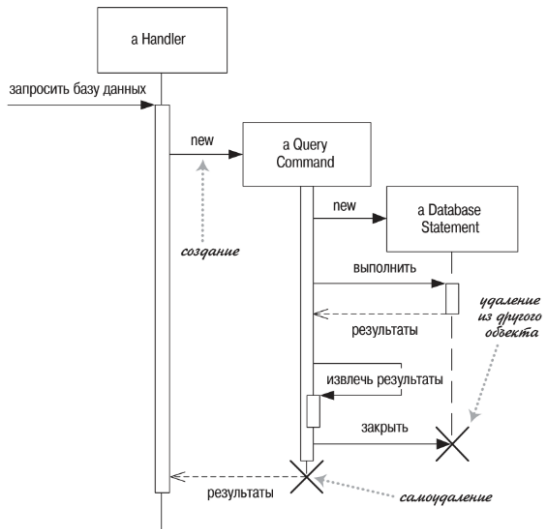 a Handler
запросить базу данных
new
a Query
Command
создание
new
a Database
Statement
выполнить
удаление
из другого
объекта
результаты
извлечь результаты
закрыть
результаты
самоудаление